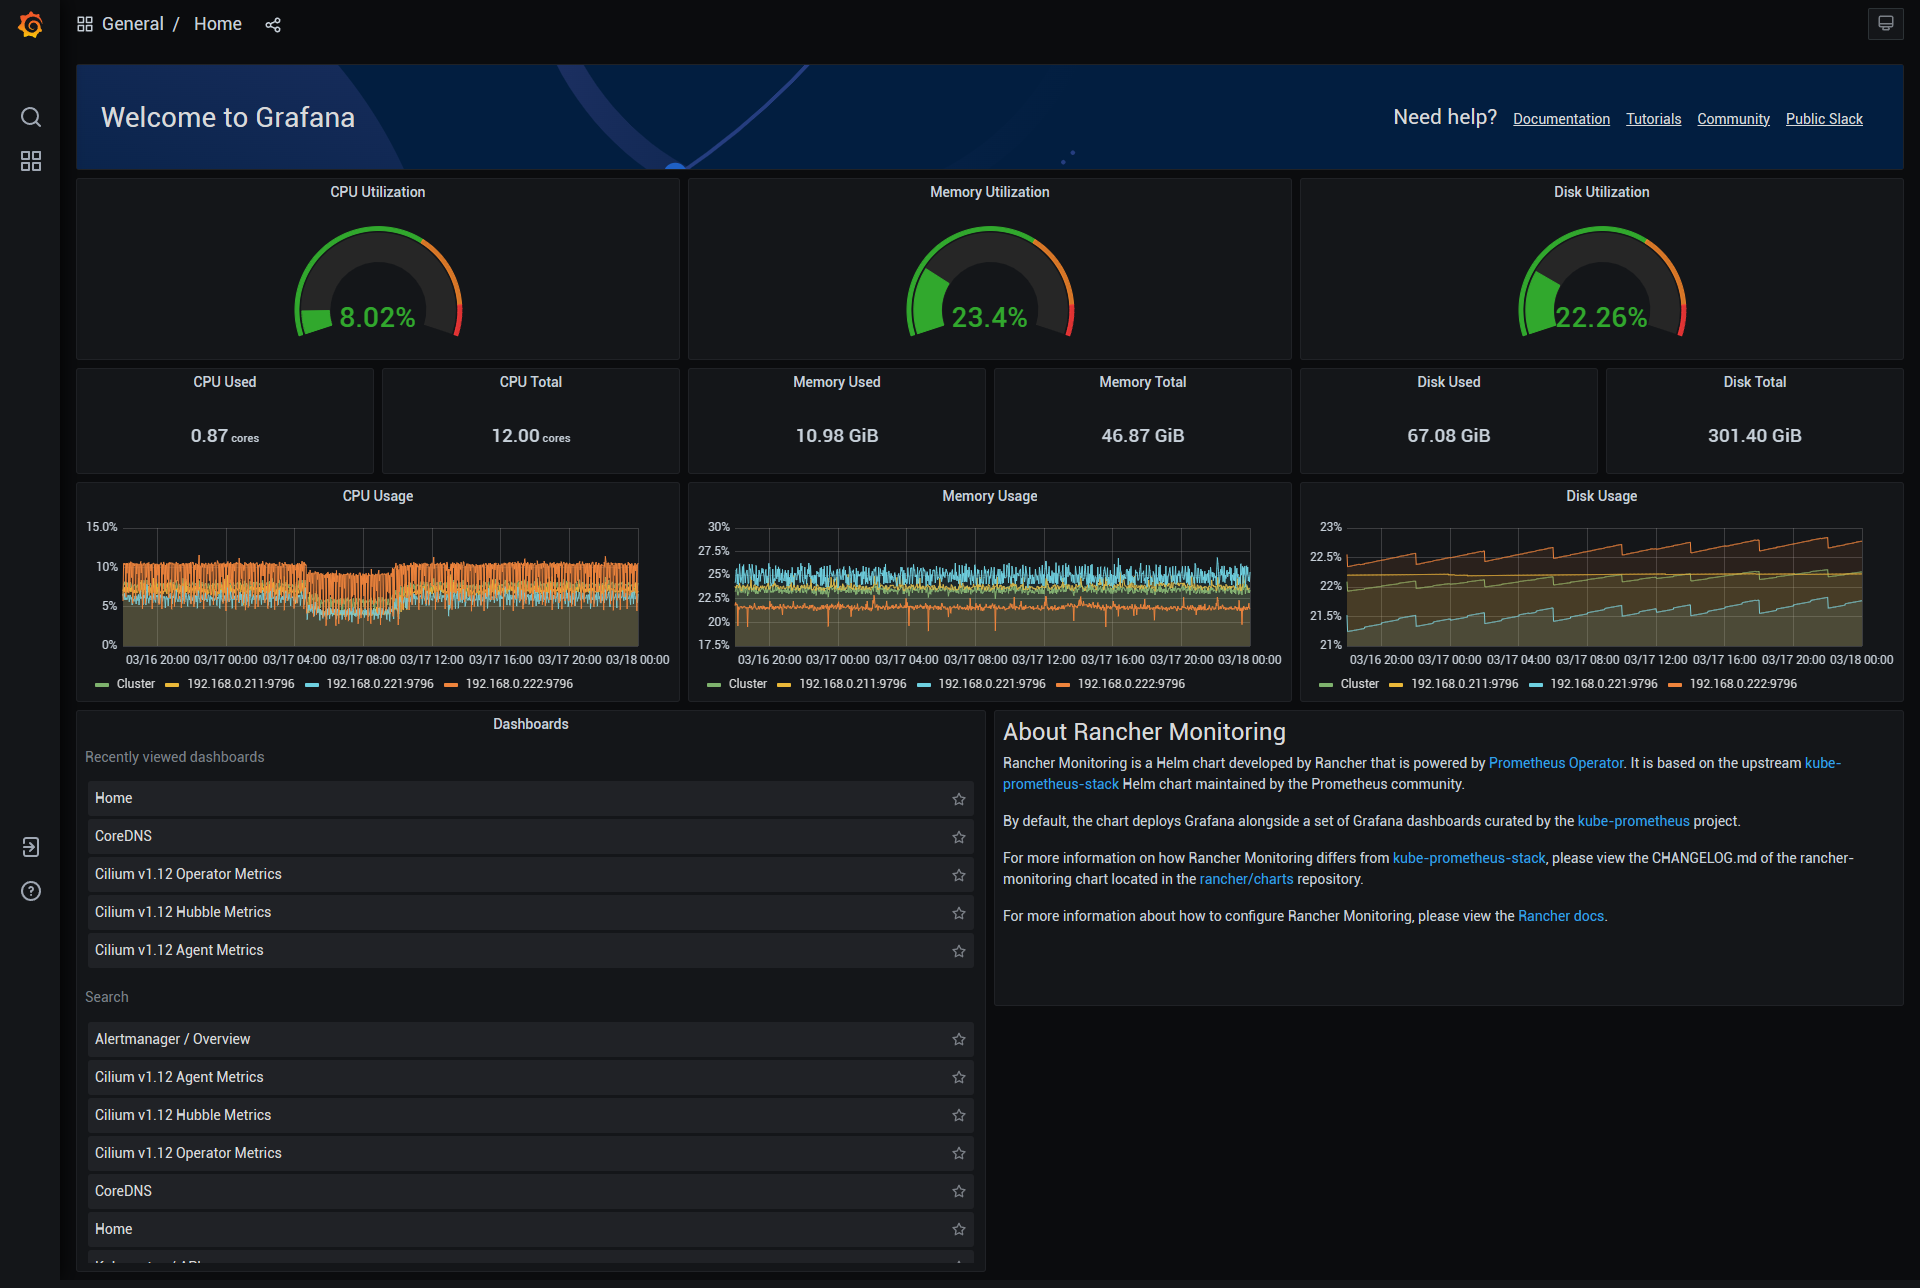 General / Home
Welcome to Grafana
Need help? Documentation Tutorials Community Public Slack
CPU Utilization
8.02%
Memory Utilization
23.4%
Disk Utilization
22.26%
CPU Used
0.87 cores
CPU Total
12.00 cores
Memory Used
10.98 GiB
Memory Total
46.87 GiB
Disk Used
67.08 GiB
Disk Total
301.40 GiB
CPU Usage
15.0%
10%
5%
0%
03/16 20:00 03/17 00:00 03/17 04:00 03/17 08:00 03/17 12:00 03/17 16:00 03/17 20:00 03/18 00:00
Cluster 192.168.0.211:9796 192.168.0.221:9796 192.168.0.222:9796
Memory Usage
30%
27.5%
25%
22.5%
20%
17.5%
03/16 20:00 03/17 00:00 03/17 04:00 03/17 08:00 03/17 12:00 03/17 16:00 03/17 20:00 03/18 00:00
Cluster 192.168.0.211:9796 192.168.0.221:9796 192.168.0.222:9796
Disk Usage
23%
22.5%
22%
21.5%
21%
03/16 20:00 03/17 00:00 03/17 04:00 03/17 08:00 03/17 12:00 03/17 16:00 03/17 20:00 03/18 00:00
Cluster 192.168.0.211:9796 192.168.0.221:9796 192.168.0.222:9796
Dashboards
Recently viewed dashboards
Home
CoreDNS
Cilium v1.12 Operator Metrics
Cilium v1.12 Hubble Metrics
Cilium v1.12 Agent Metrics
Search
Alertmanager / Overview
Cilium v1.12 Agent Metrics
Cilium v1.12 Hubble Metrics
Cilium v1.12 Operator Metrics
CoreDNS
Home
About Rancher Monitoring
Rancher Monitoring is a Helm chart developed by Rancher that is powered by Prometheus Operator. It is based on the upstream kube-
prometheus-stack Helm chart maintained by the Prometheus community.
By default, the chart deploys Grafana alongside a set of Grafana dashboards curated by the kube-prometheus project.
For more information on how Rancher Monitoring differs from kube-prometheus-stack, please view the CHANGELOG.md of the rancher-
monitoring chart located in the rancher/charts repository.
For more information about how to configure Rancher Monitoring, please view the Rancher docs.